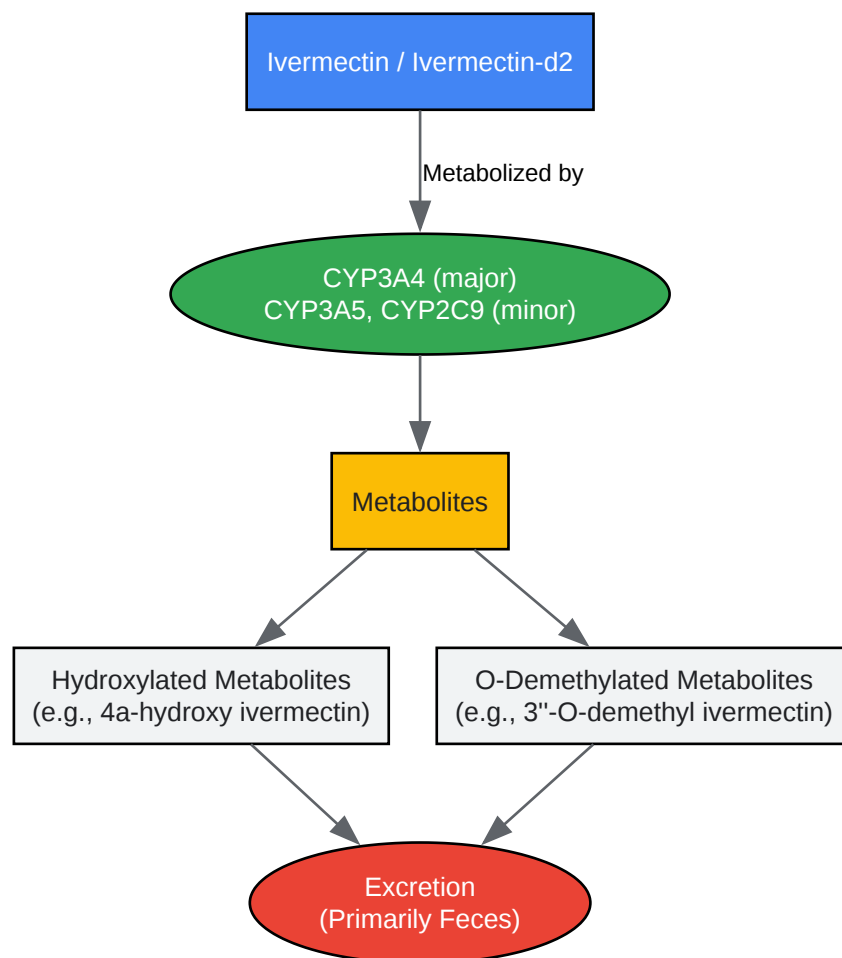 Ivermectin / Ivermectin-d2
Metabolized by
CYP3A4 (major)
CYP3A5, CYP2C9 (minor)
Metabolites
Hydroxylated Metabolites
(e.g., 4a-hydroxy ivermectin)
O-Demethylated Metabolites
(e.g., 3''-O-demethyl ivermectin)
Excretion
(Primarily Feces)